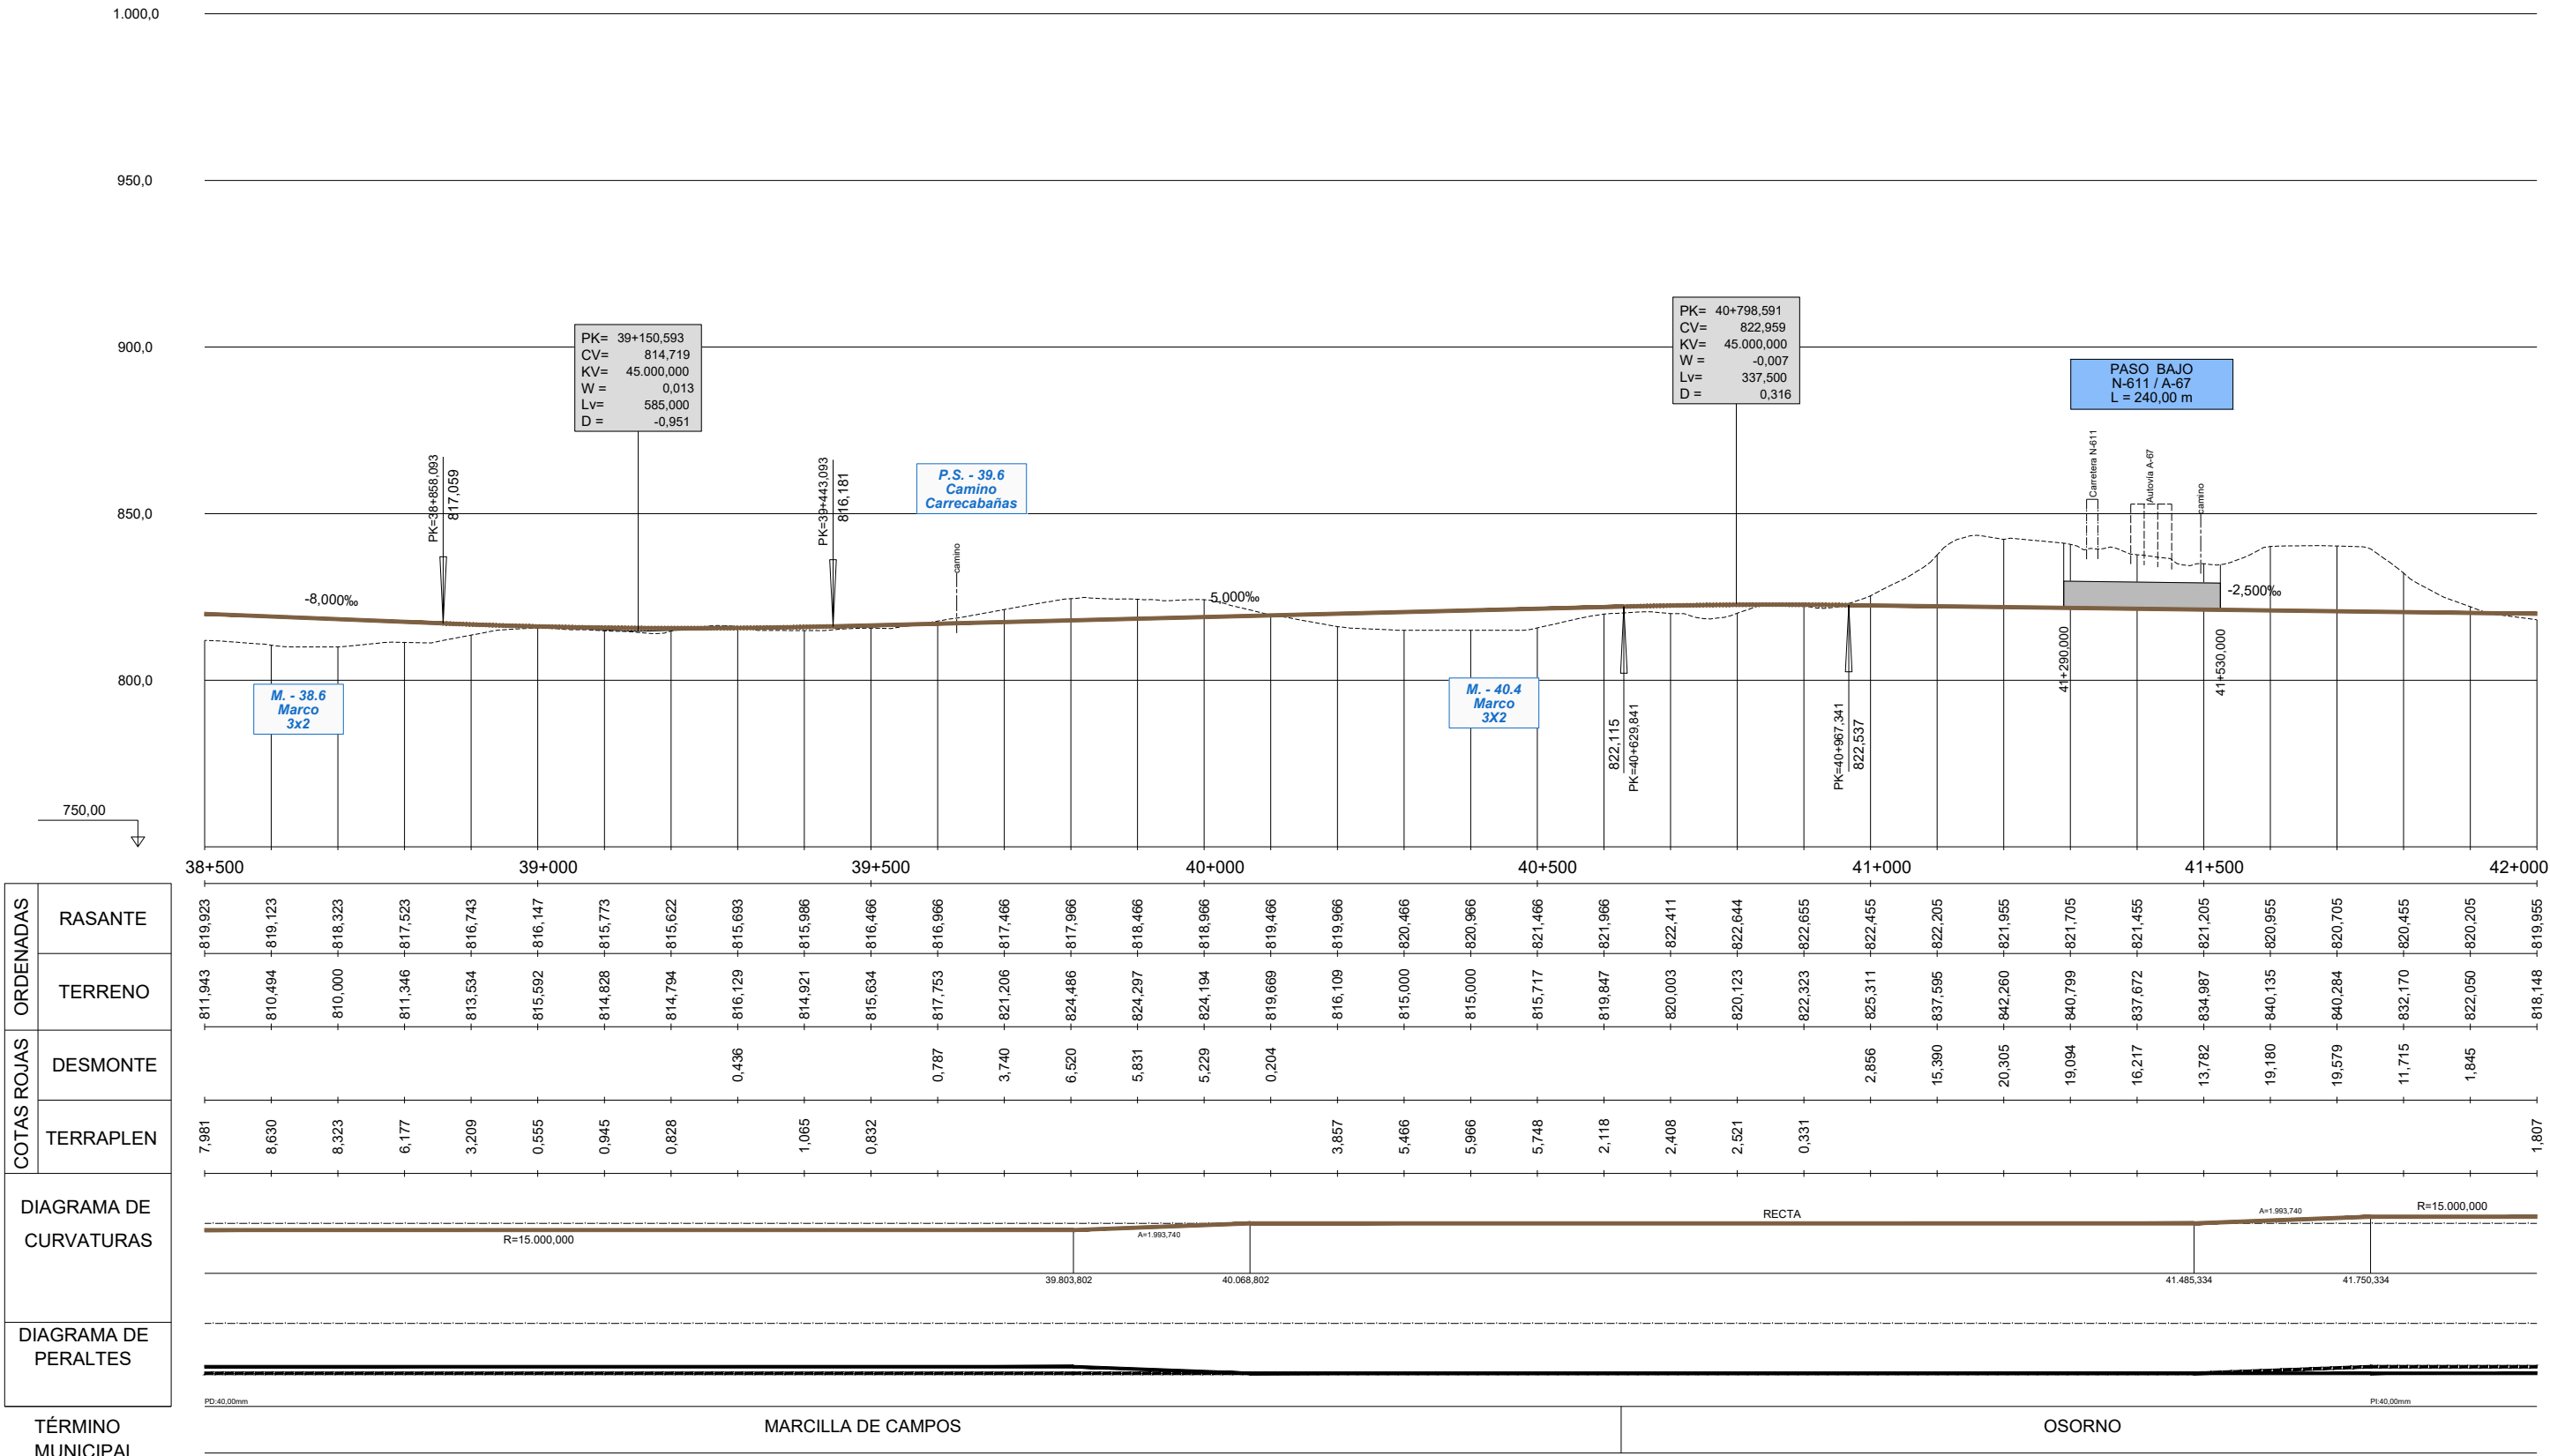 1.000,0
950,0
900,0
850,0
800,0
750,00
PK= 39+150,593
CV= 814,719
KV= 45.000,000
W = 0,013
Lv= 585,000
D = -0,951
PK= 40+798,591
CV= 822,959
KV= 45.000,000
W = -0,007
Lv= 337,500
D = 0,316
PASO BAJO
N-611 / A-67
L = 240,00 m
Carretera N-611
Autovía A-67
camino
PK=38+858,093
817,059
PK=39+443,093
816,181
P.S. - 39.6
Camino
Carrecabañas
camino
-8,000‰
5,000‰
-2,500‰
M. - 38.6
Marco
3x2
M. - 40.4
Marco
3X2
822,115
PK=40+629,841
PK=40+967,341
822,537
41+290,000
41+530,000
38+500 39+000 39+500 40+000 40+500 41+000 41+500 42+000
ORDENADAS
RASANTE
819,923 819,123 818,323 817,523 816,743 816,147 815,773 815,622 815,693 815,986 816,466 816,966 817,466 817,966 818,466 818,966 819,466 819,966 820,466 820,966 821,466 821,966 822,411 822,644 822,655 822,455 822,205 821,955 821,705 821,455 821,205 820,955 820,705 820,455 820,205 819,955
TERRENO
811,943 810,494 810,000 811,346 813,534 815,592 814,828 814,794 816,129 814,921 815,634 817,753 821,206 824,486 824,297 824,194 819,669 816,109 815,000 815,000 815,717 819,847 820,003 820,123 822,323 825,311 837,595 842,260 840,799 837,672 834,987 840,135 840,284 832,170 822,050 818,148
COTAS ROJAS
DESMONTE
0,436 0,787 3,740 6,520 5,831 5,229 0,204 2,856 15,390 20,305 19,094 16,217 13,782 19,180 19,579 11,715 1,845
TERRAPLEN
7,981 8,630 8,323 6,177 3,209 0,555 0,945 0,828 1,065 0,832 3,857 5,466 5,966 5,748 2,118 2,408 2,521 0,331 1,807
DIAGRAMA DE
CURVATURAS
R=15.000,000
A=1.993,740
RECTA
A=1.993,740
R=15.000,000
39.803,802 40.068,802 41.485,334 41.750,334
DIAGRAMA DE
PERALTES
PD:40,00mm
PI:40,00mm
TÉRMINO
MUNICIPAL
MARCILLA DE CAMPOS
OSORNO